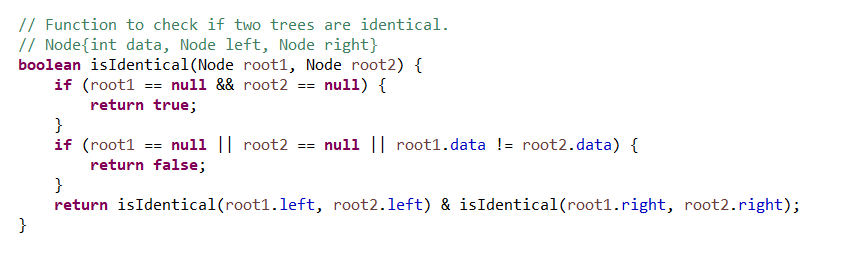 // Function to check if two trees are identical.
// Node{int data, Node left, Node right}
boolean isIdentical(Node root1, Node root2) {
    if (root1 == null && root2 == null) {
        return true;
    }
    if (root1 == null || root2 == null || root1.data != root2.data) {
        return false;
    }
    return isIdentical(root1.left, root2.left) & isIdentical(root1.right, root2.right);
}